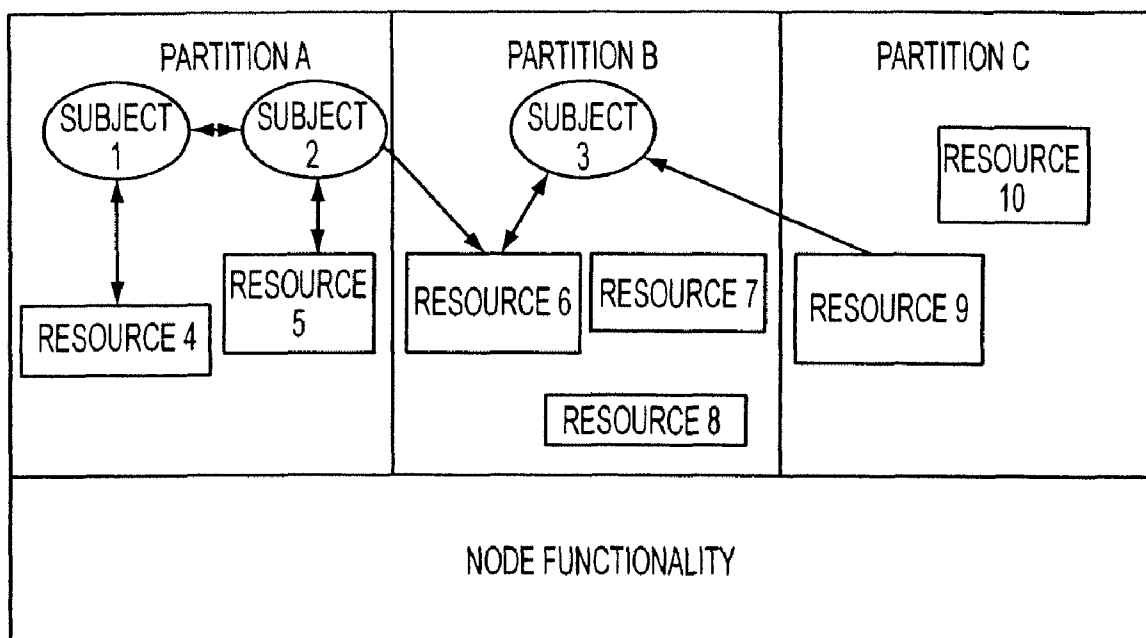 PARTITION A
PARTITION B
PARTITION C
SUBJECT
1
SUBJECT
2
SUBJECT
3
RESOURCE
10
RESOURCE 4
RESOURCE
5
RESOURCE 6
RESOURCE 7
RESOURCE 9
RESOURCE 8
NODE FUNCTIONALITY